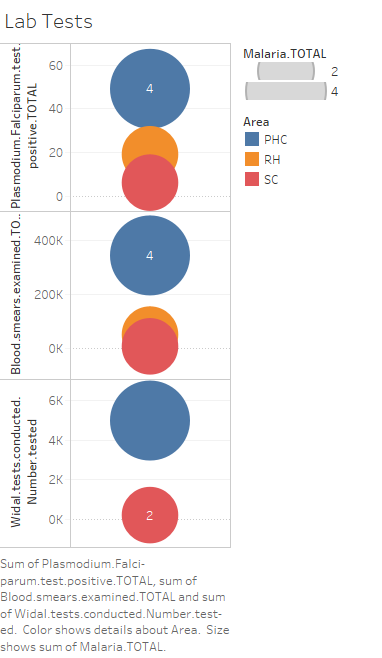 Lab Tests
Plasmodium.Falciparum.test.
positive.TOTAL
60
4
40
20
0
Blood.smears.examined.TO..
400K
4
200K
0K
Widal.tests.conducted.
Number.tested
6K
4K
2K
0K
2
Malaria.TOTAL
2
4
Area
PHC
RH
SC
Sum of Plasmodium.Falci-
parum.test.positive.TOTAL, sum of
Blood.smears.examined.TOTAL and sum
of Widal.tests.conducted.Number.test-
ed.  Color shows details about Area.  Size
shows sum of Malaria.TOTAL.